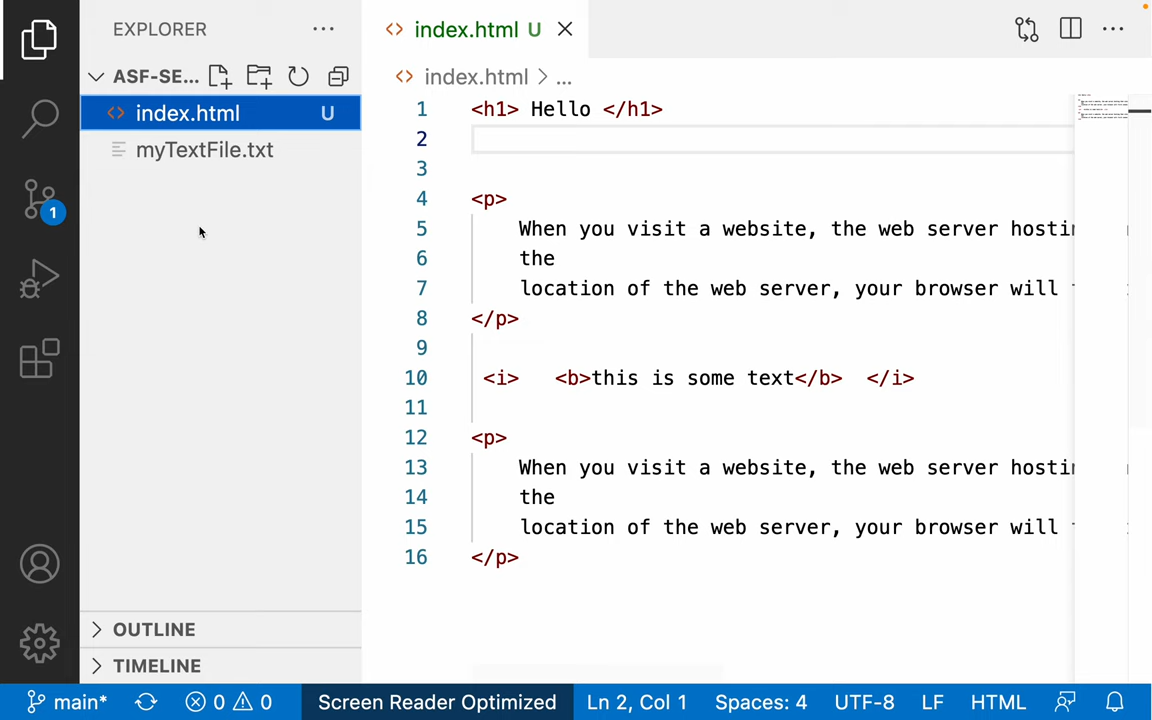 EXPLORER
index.html U
ASF-SE...
index.html > ...
index.html U
myTextFile.txt
1
1 <h1> Hello </h1>
2
3
4 <p>
5 When you visit a website, the web server hostin
6 the
7 location of the web server, your browser will
8 </p>
9
10 <i> <b>this is some text</b> </i>
11
12 <p>
13 When you visit a website, the web server hostin
14 the
15 location of the web server, your browser will
16 </p>
OUTLINE
TIMELINE
main* 0 0 Screen Reader Optimized Ln 2, Col 1 Spaces: 4 UTF-8 LF HTML